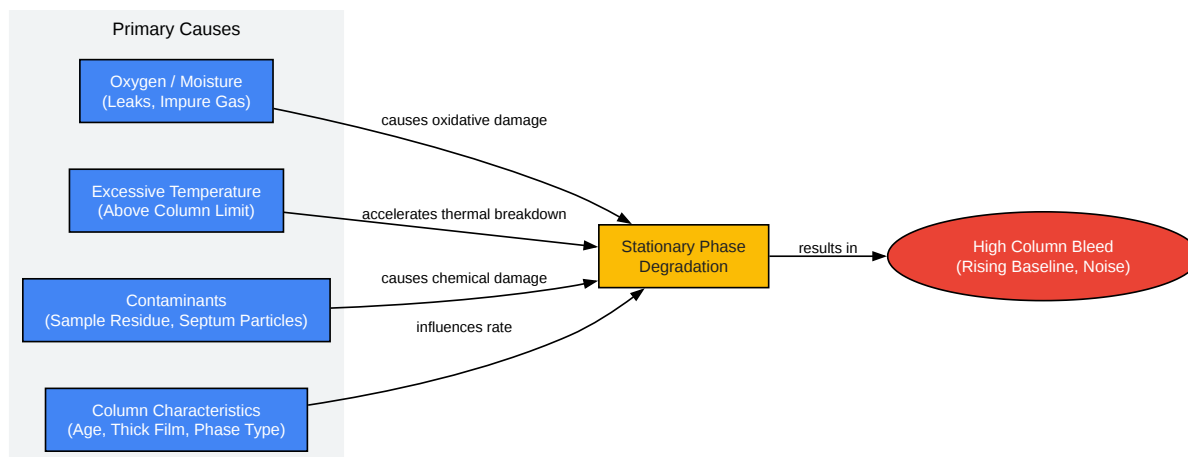 Primary Causes
Oxygen / Moisture
(Leaks, Impure Gas)
causes oxidative damage
Excessive Temperature
(Above Column Limit)
accelerates thermal breakdown
Stationary Phase
Degradation
results in
High Column Bleed
(Rising Baseline, Noise)
Contaminants
(Sample Residue, Septum Particles)
causes chemical damage
influences rate
Column Characteristics
(Age, Thick Film, Phase Type)